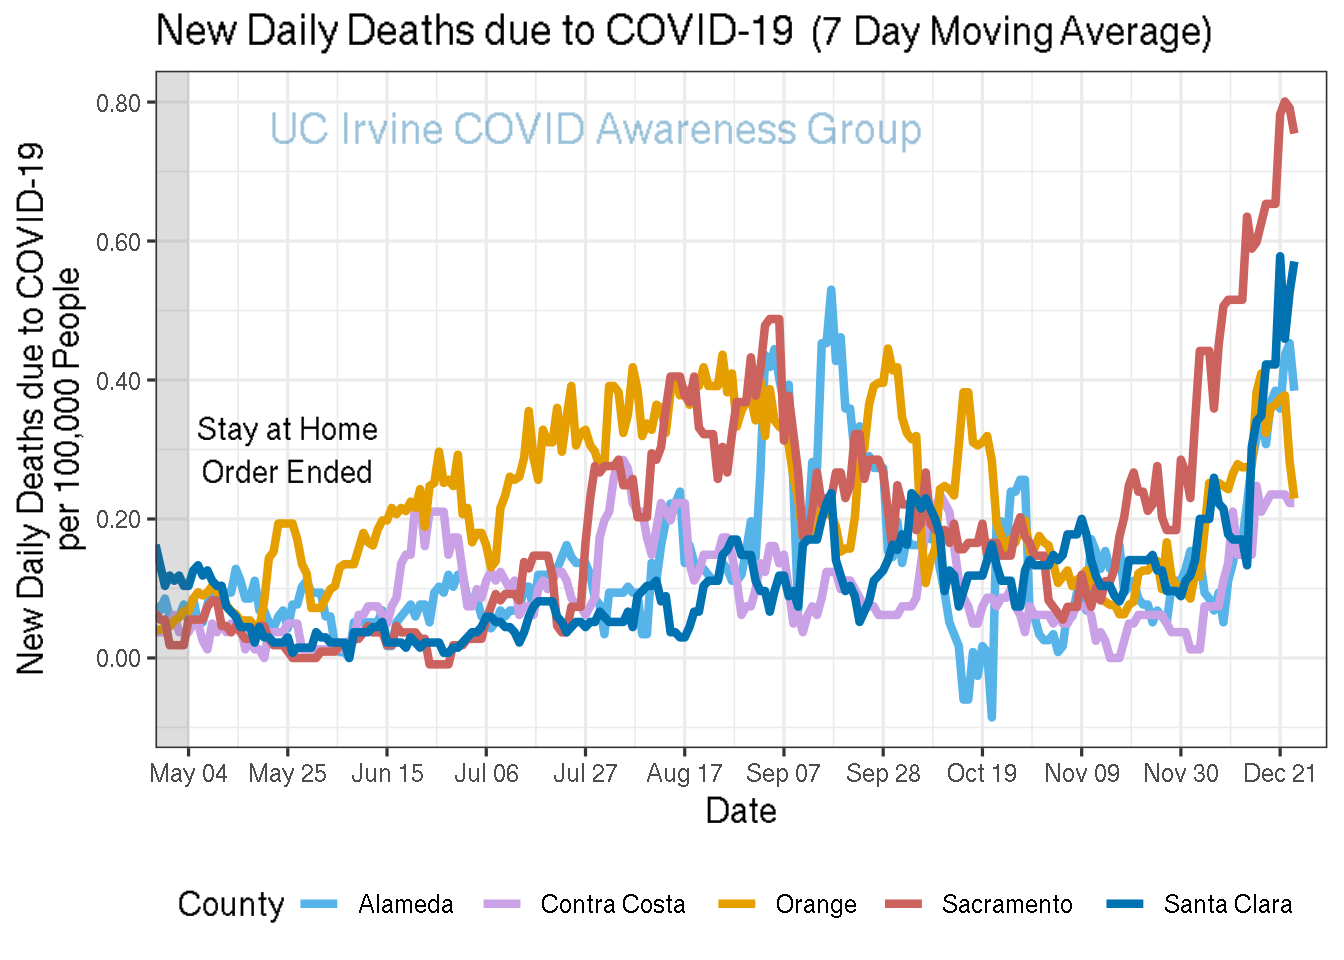 New Daily Deaths due to COVID-19 (7 Day Moving Average)
UC Irvine COVID Awareness Group
New Daily Deaths due to COVID-19
per 100,000 People
0.80
0.60
0.40
0.20
0.00
Stay at Home
Order Ended
May 04 May 25 Jun 15 Jul 06 Jul 27 Aug 17 Sep 07 Sep 28 Oct 19 Nov 09 Nov 30 Dec 21
Date
County Alameda Contra Costa Orange Sacramento Santa Clara